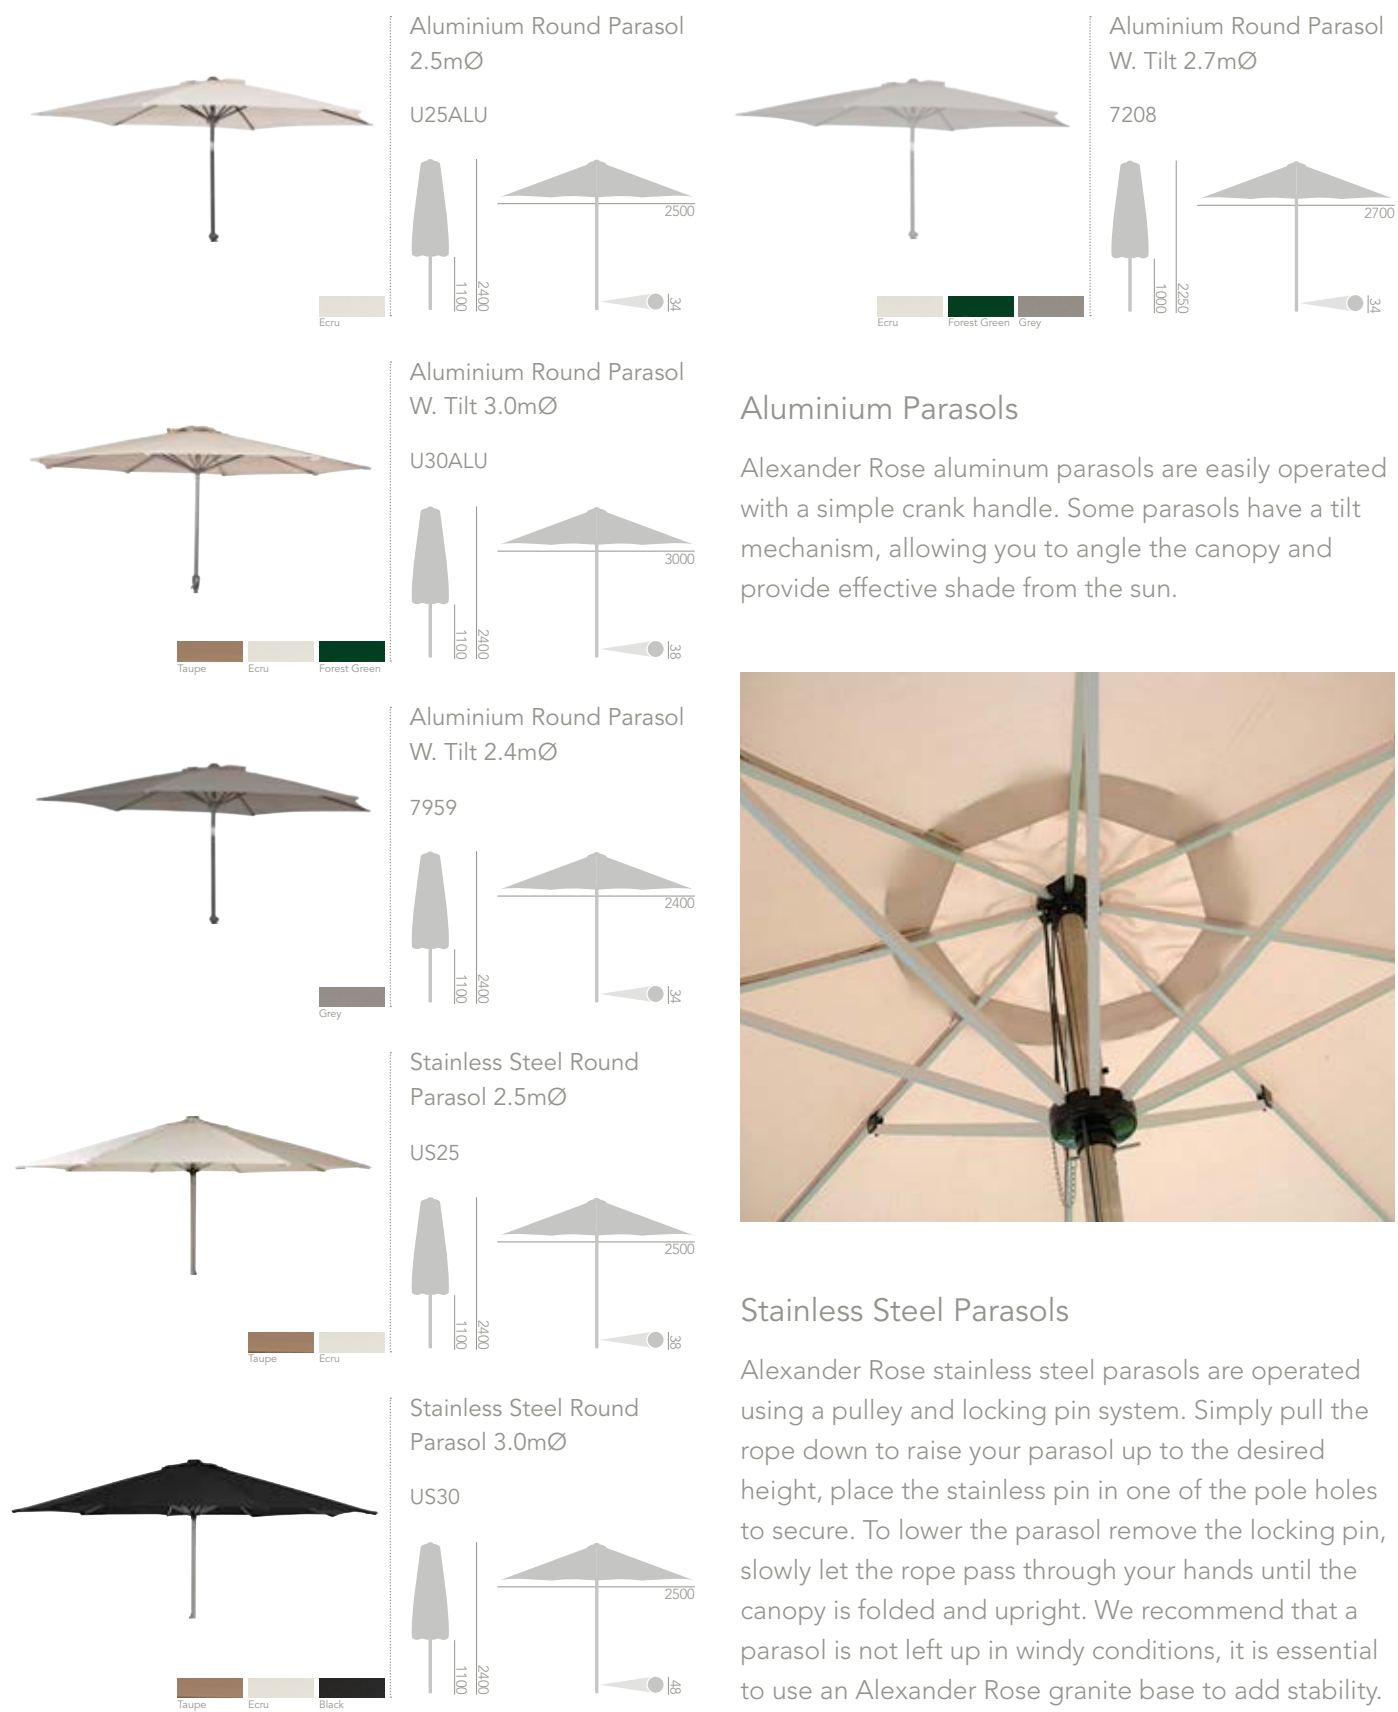 Aluminium Round Parasol
2.5mØ
U25ALU
2500
1100
2400
34
Ecru
Aluminium Round Parasol
W. Tilt 2.7mØ
7208
2700
1000
2250
34
Ecru
Forest Green
Grey
Aluminium Round Parasol
W. Tilt 3.0mØ
U30ALU
3000
1100
2400
38
Taupe
Ecru
Forest Green
Aluminium Round Parasol
W. Tilt 2.4mØ
7959
2400
1100
2400
34
Grey
Stainless Steel Round
Parasol 2.5mØ
US25
2500
1100
2400
38
Taupe
Ecru
Stainless Steel Round
Parasol 3.0mØ
US30
2500
1100
2400
48
Taupe
Ecru
Black
Aluminium Parasols
Alexander Rose aluminum parasols are easily operated
with a simple crank handle. Some parasols have a tilt
mechanism, allowing you to angle the canopy and
provide effective shade from the sun.
Stainless Steel Parasols
Alexander Rose stainless steel parasols are operated
using a pulley and locking pin system. Simply pull the
rope down to raise your parasol up to the desired
height, place the stainless pin in one of the pole holes
to secure. To lower the parasol remove the locking pin,
slowly let the rope pass through your hands until the
canopy is folded and upright. We recommend that a
parasol is not left up in windy conditions, it is essential
to use an Alexander Rose granite base to add stability.